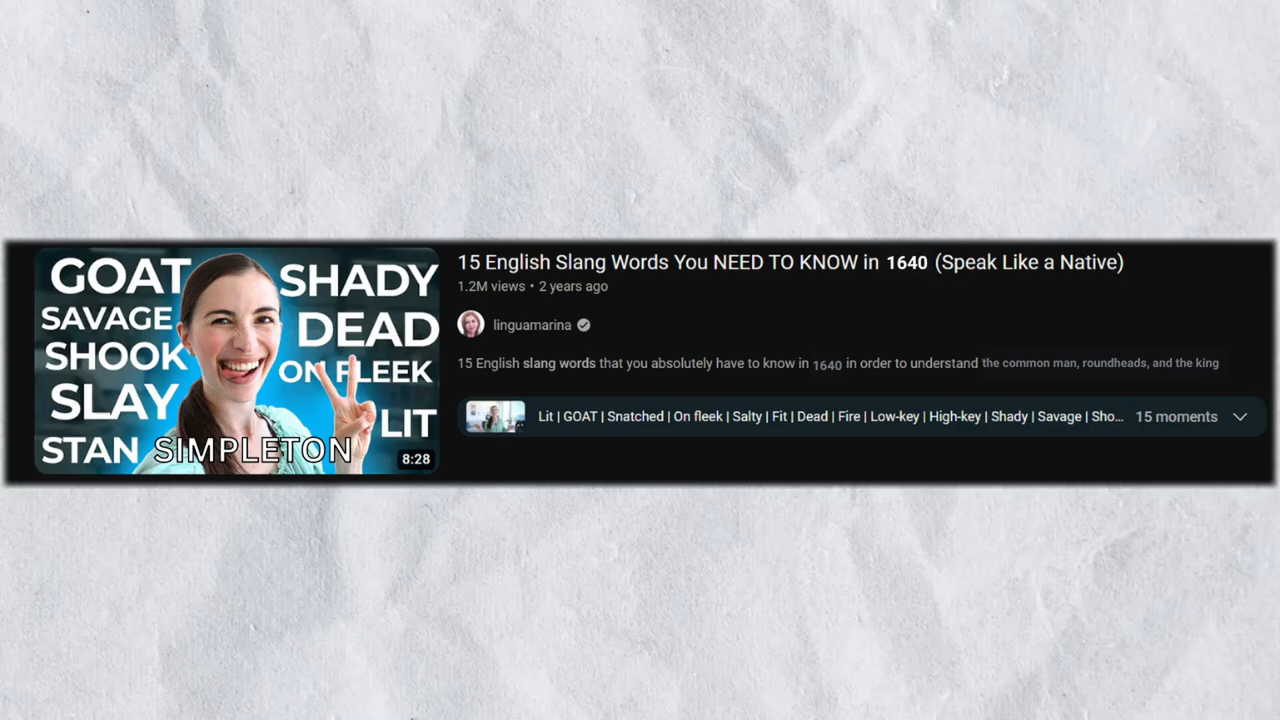 GOAT
SAVAGE
SHOOK
SLAY
STAN
SHADY
DEAD
ON FLEEK
LIT
SIMPLETON
8:28
15 English Slang Words You NEED TO KNOW in 1640 (Speak Like a Native)
1.2M views • 2 years ago
linguamarina
15 English slang words that you absolutely have to know in 1640 in order to understand the common man, roundheads, and the king
Lit | GOAT | Snatched | On fleek | Salty | Fit | Dead | Fire | Low-key | High-key | Shady | Savage | Sho... 15 moments